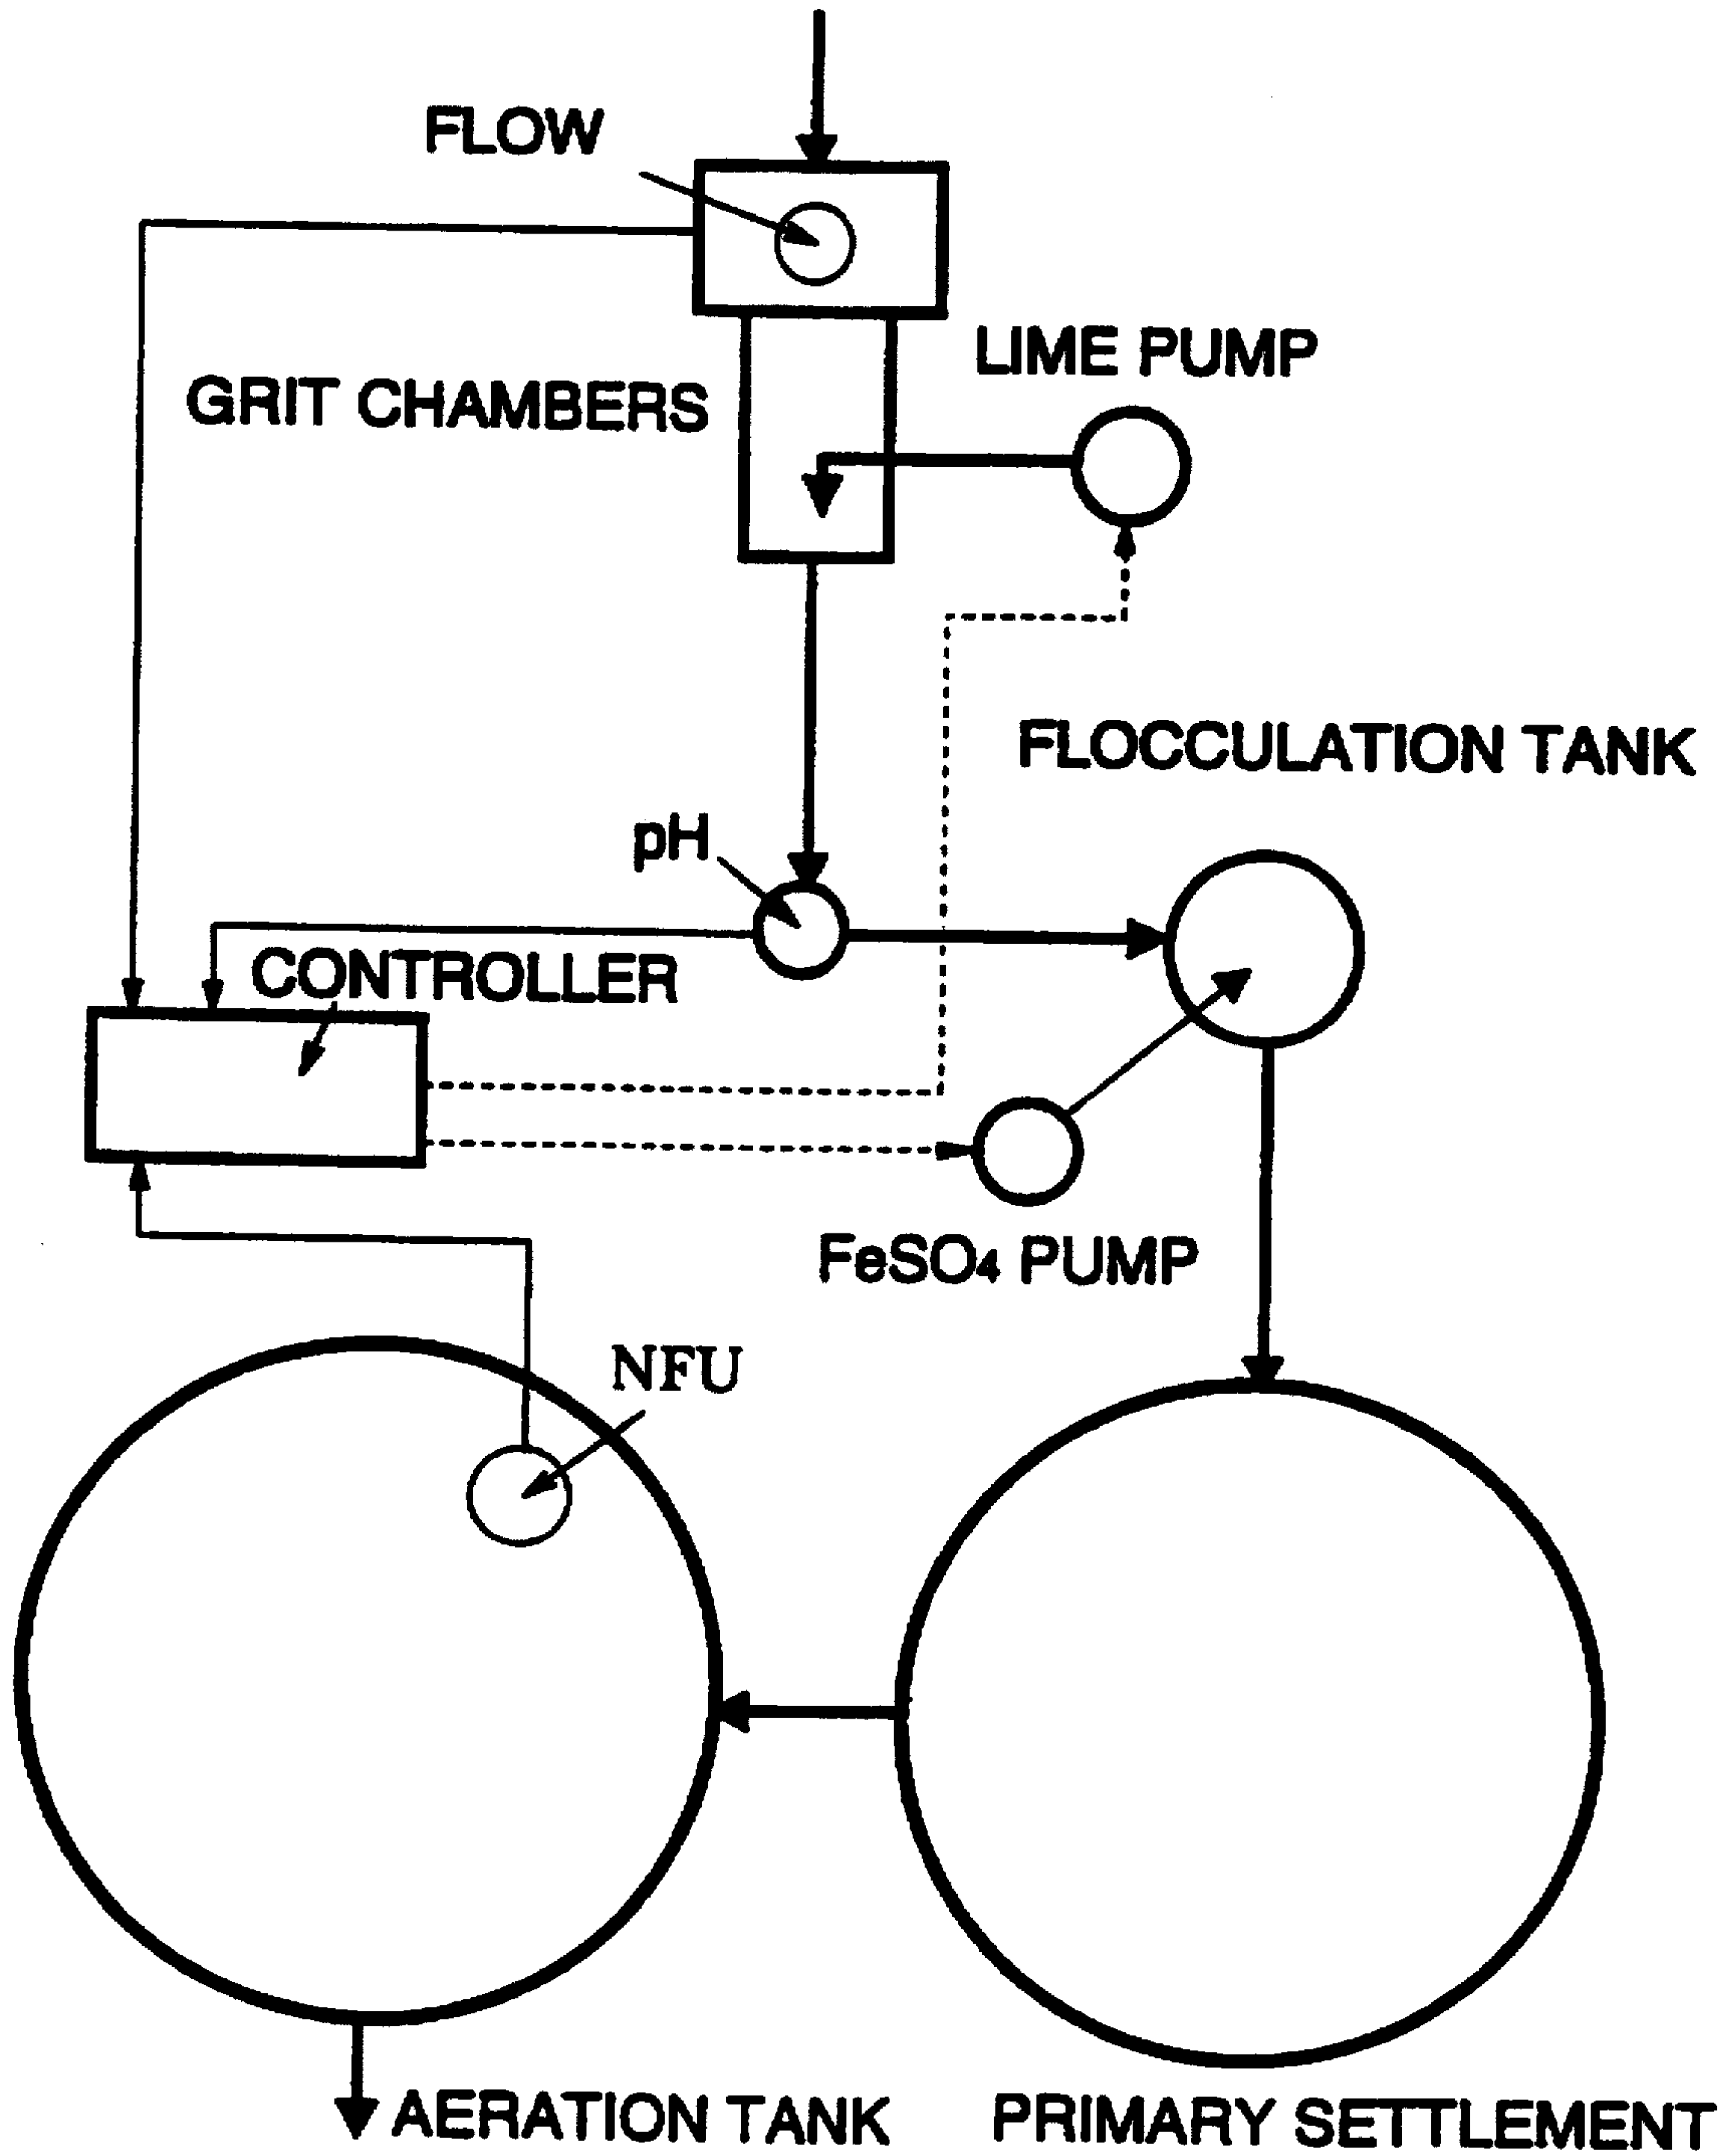 FLOW
LIME PUMP
GRIT CHAMBERS
FLOCCULATION TANK
pH
CONTROLLER
FeSO₄ PUMP
NFU
AERATION TANK
PRIMARY SETTLEMENT